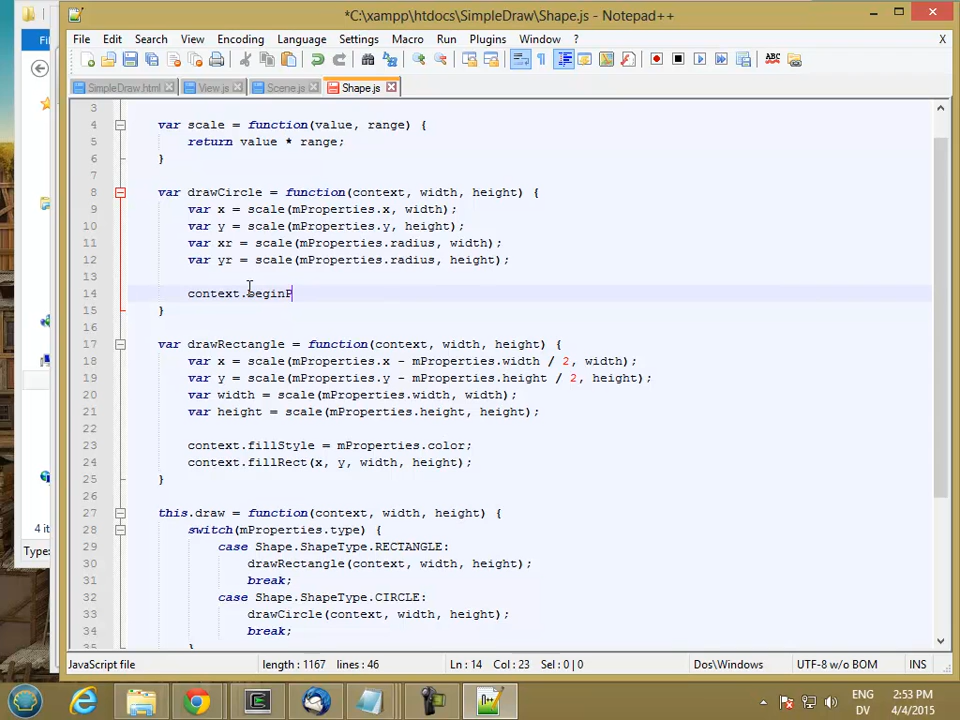 *C:\xampp\htdocs\SimpleDraw\Shape.js - Notepad++
File Edit Search View Encoding Language Settings Macro Run Plugins Window ? X
SimpleDraw.html View.js Scene.js Shape.js
3
4 var scale = function(value, range) {
5 return value * range;
6 }
7
8 var drawCircle = function(context, width, height) {
9 var x = scale(mProperties.x, width);
10 var y = scale(mProperties.y, height);
11 var xr = scale(mProperties.radius, width);
12 var yr = scale(mProperties.radius, height);
13
14 context.beginP
15 }
16
17 var drawRectangle = function(context, width, height) {
18 var x = scale(mProperties.x - mProperties.width / 2, width);
19 var y = scale(mProperties.y - mProperties.height / 2, height);
20 var width = scale(mProperties.width, width);
21 var height = scale(mProperties.height, height);
22
23 context.fillStyle = mProperties.color;
24 context.fillRect(x, y, width, height);
25 }
26
27 this.draw = function(context, width, height) {
28 switch(mProperties.type) {
29 case Shape.ShapeType.RECTANGLE:
30 drawRectangle(context, width, height);
31 break;
32 case Shape.ShapeType.CIRCLE:
33 drawCircle(context, width, height);
34 break;
35 }
Fi
4 it
Type:
JavaScript file length : 1167 lines : 46 Ln : 14 Col : 23 Sel : 0 | 0 Dos\Windows UTF-8 w/o BOM INS
ENG 2:53 PM
DV 4/4/2015